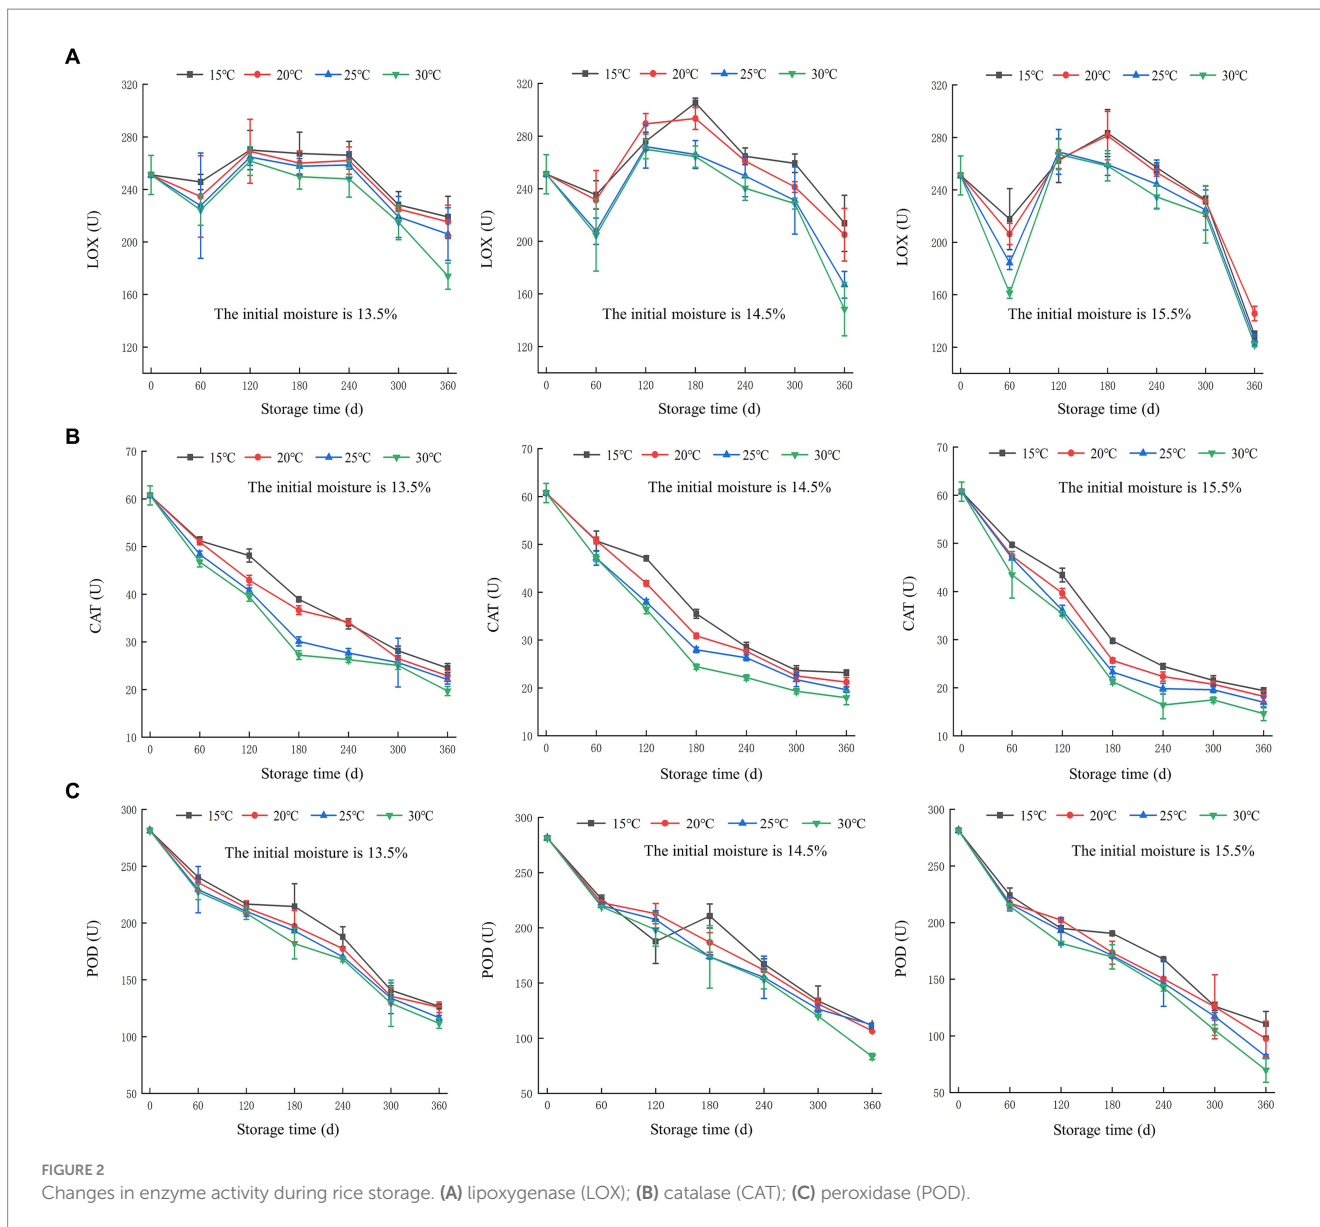 A
15℃ 20℃ 25℃ 30℃
320
280
240
200
160
120
LOX (U)
The initial moisture is 13.5%
0 60 120 180 240 300 360
Storage time (d)
15℃ 20℃ 25℃ 30℃
320
280
240
200
160
120
LOX (U)
The initial moisture is 14.5%
0 60 120 180 240 300 360
Storage time (d)
15℃ 20℃ 25℃ 30℃
320
280
240
200
160
120
LOX (U)
The initial moisture is 15.5%
0 60 120 180 240 300 360
Storage time (d)
B
15℃ 20℃ 25℃ 30℃
The initial moisture is 13.5%
70
60
50
40
30
20
10
CAT (U)
0 60 120 180 240 300 360
Storage time (d)
15℃ 20℃ 25℃ 30℃
The initial moisture is 14.5%
70
60
50
40
30
20
10
CAT (U)
0 60 120 180 240 300 360
Storage time (d)
15℃ 20℃ 25℃ 30℃
The initial moisture is 15.5%
70
60
50
40
30
20
10
CAT (U)
0 60 120 180 240 300 360
Storage time (d)
C
15℃ 20℃ 25℃ 30℃
The initial moisture is 13.5%
300
250
200
150
100
50
POD (U)
0 60 120 180 240 300 360
Storage time (d)
15℃ 20℃ 25℃ 30℃
The initial moisture is 14.5%
300
250
200
150
100
50
POD (U)
0 60 120 180 240 300 360
Storage time (d)
15℃ 20℃ 25℃ 30℃
The initial moisture is 15.5%
300
250
200
150
100
50
POD (U)
0 60 120 180 240 300 360
Storage time (d)
FIGURE 2
Changes in enzyme activity during rice storage. (A) lipoxygenase (LOX); (B) catalase (CAT); (C) peroxidase (POD).